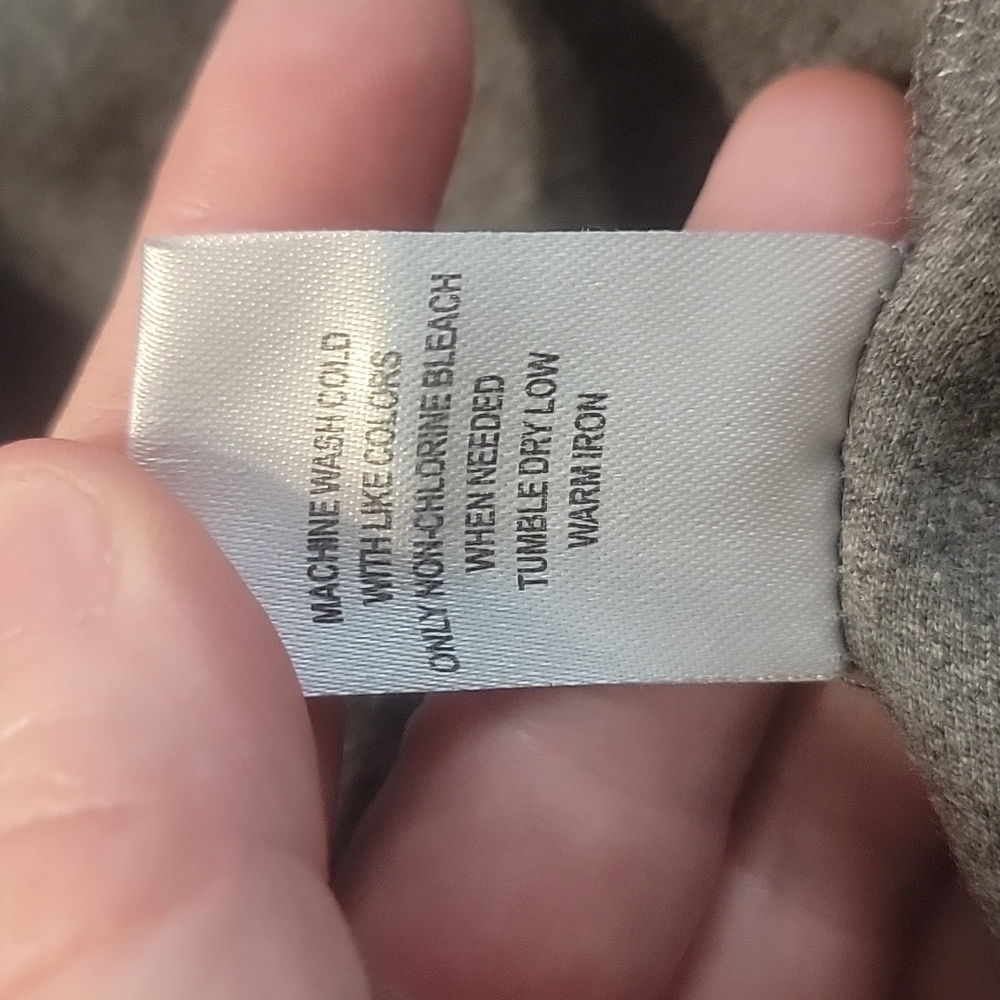 MACHINE WASH COLD
WITH LIKE COLORS
ONLY NON-CHLORINE BLEACH
WHEN NEEDED
TUMBLE DRY LOW
WARM IRON